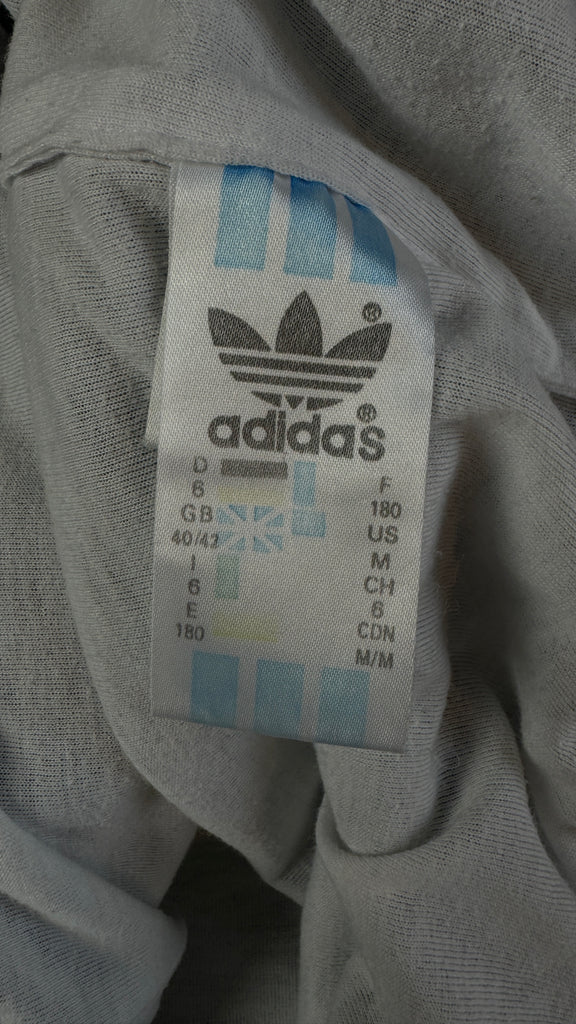 ®
adidas®
D
6
GB
40/42
I
6
E
180
F
180
US
M
CH
6
CDN
M/M